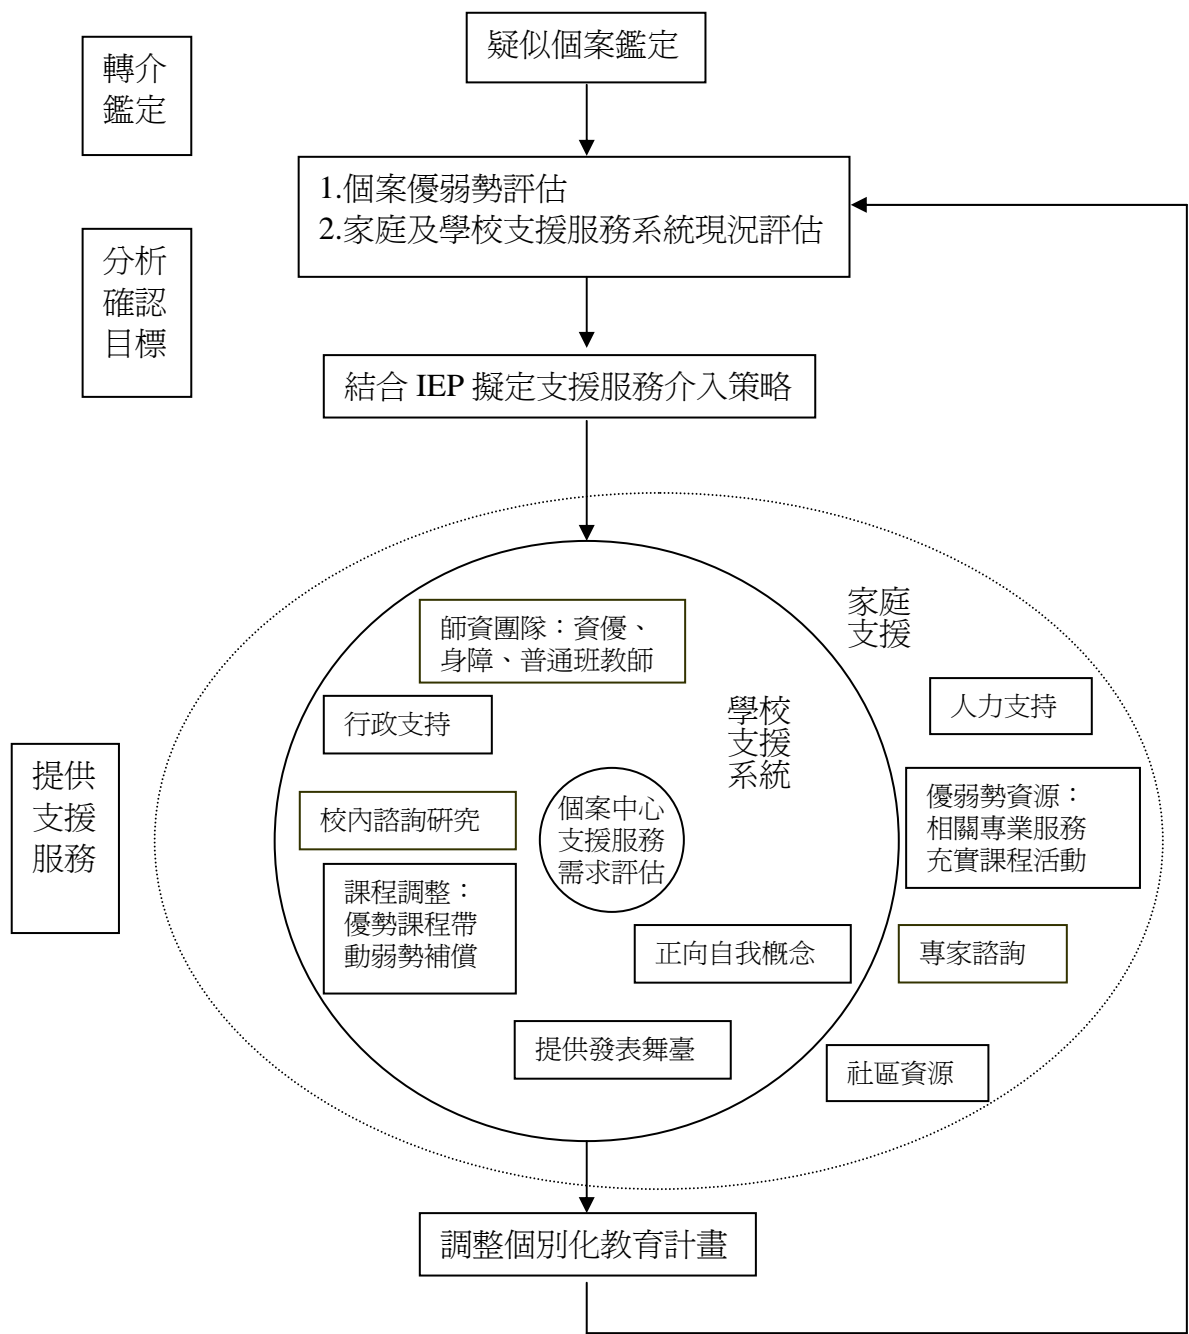 疑似個案鑑定
轉介
鑑定
1.個案優弱勢評估
2.家庭及學校支援服務系統現況評估
分析
確認
目標
結合 IEP 擬定支援服務介入策略
家庭
支援
師資團隊：資優、
身障、普通班教師
行政支持
學校
支援
系統
人力支持
提供
支援
服務
校內諮詢研究
個案中心
支援服務
需求評估
優弱勢資源：
相關專業服務
充實課程活動
課程調整：
優勢課程帶
動弱勢補償
正向自我概念
專家諮詢
提供發表舞臺
社區資源
調整個別化教育計畫